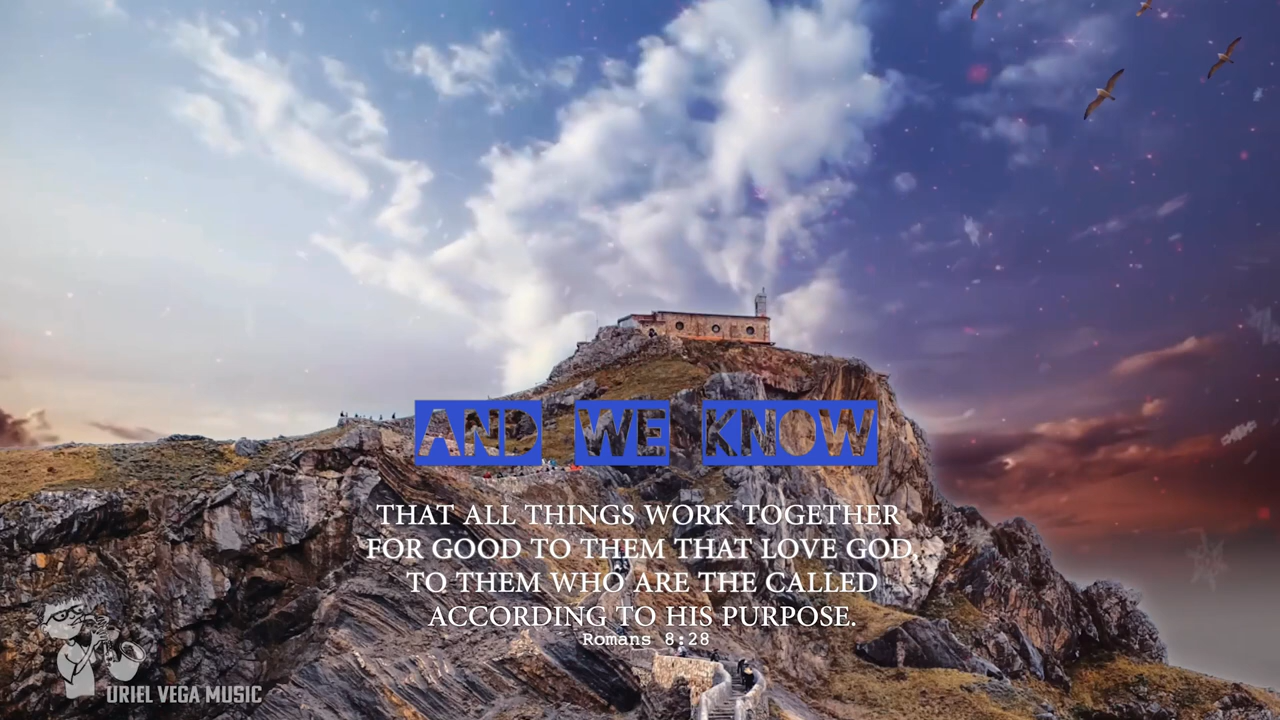 AND WE KNOW
THAT ALL THINGS WORK TOGETHER
FOR GOOD TO THEM THAT LOVE GOD,
TO THEM WHO ARE THE CALLED
ACCORDING TO HIS PURPOSE.
Romans 8:28
URIEL VEGA MUSIC